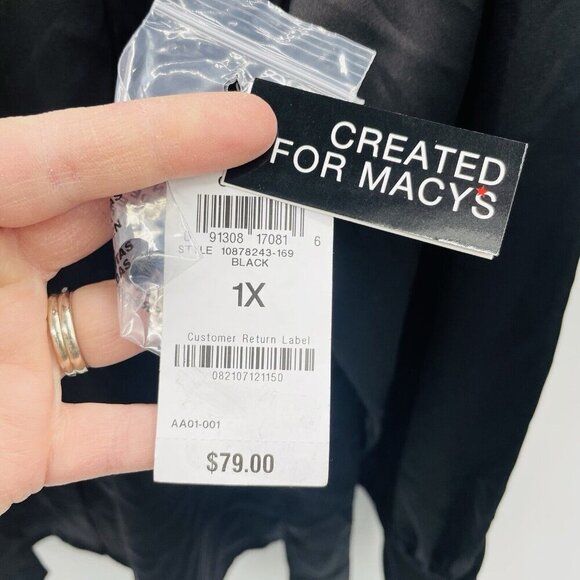 CREATED
FOR MACY'S
91308 17081 6
STYLE 10878243-169
BLACK
1X
Customer Return Label
082107121150
AA01-001
$79.00